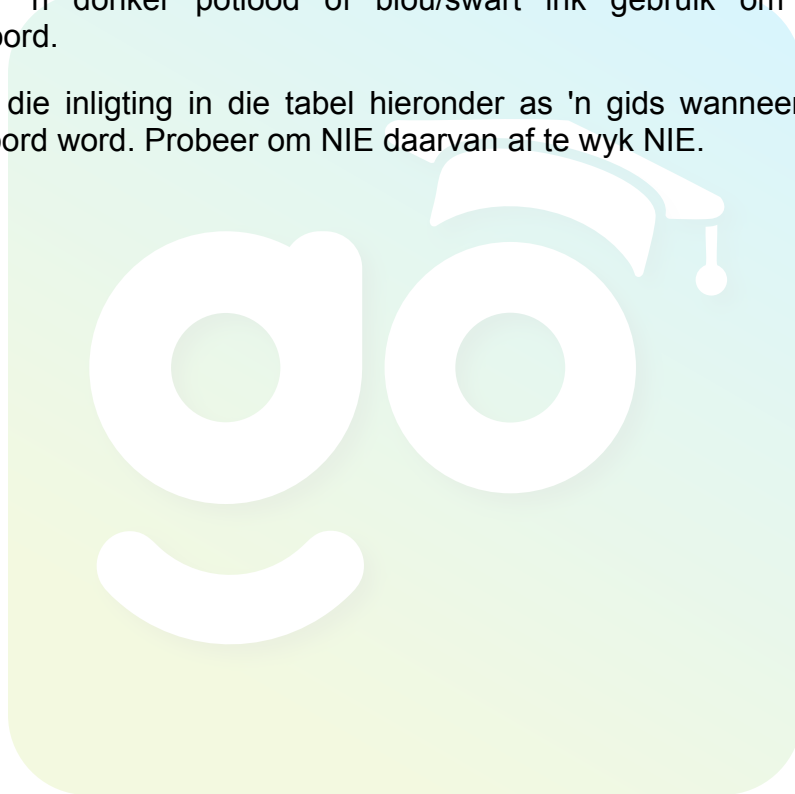 'n donker potlood of blou/swart ink gebruik om
oord.
die inligting in die tabel hieronder as 'n gids wanneer
oord word. Probeer om NIE daarvan af te wyk NIE.
go